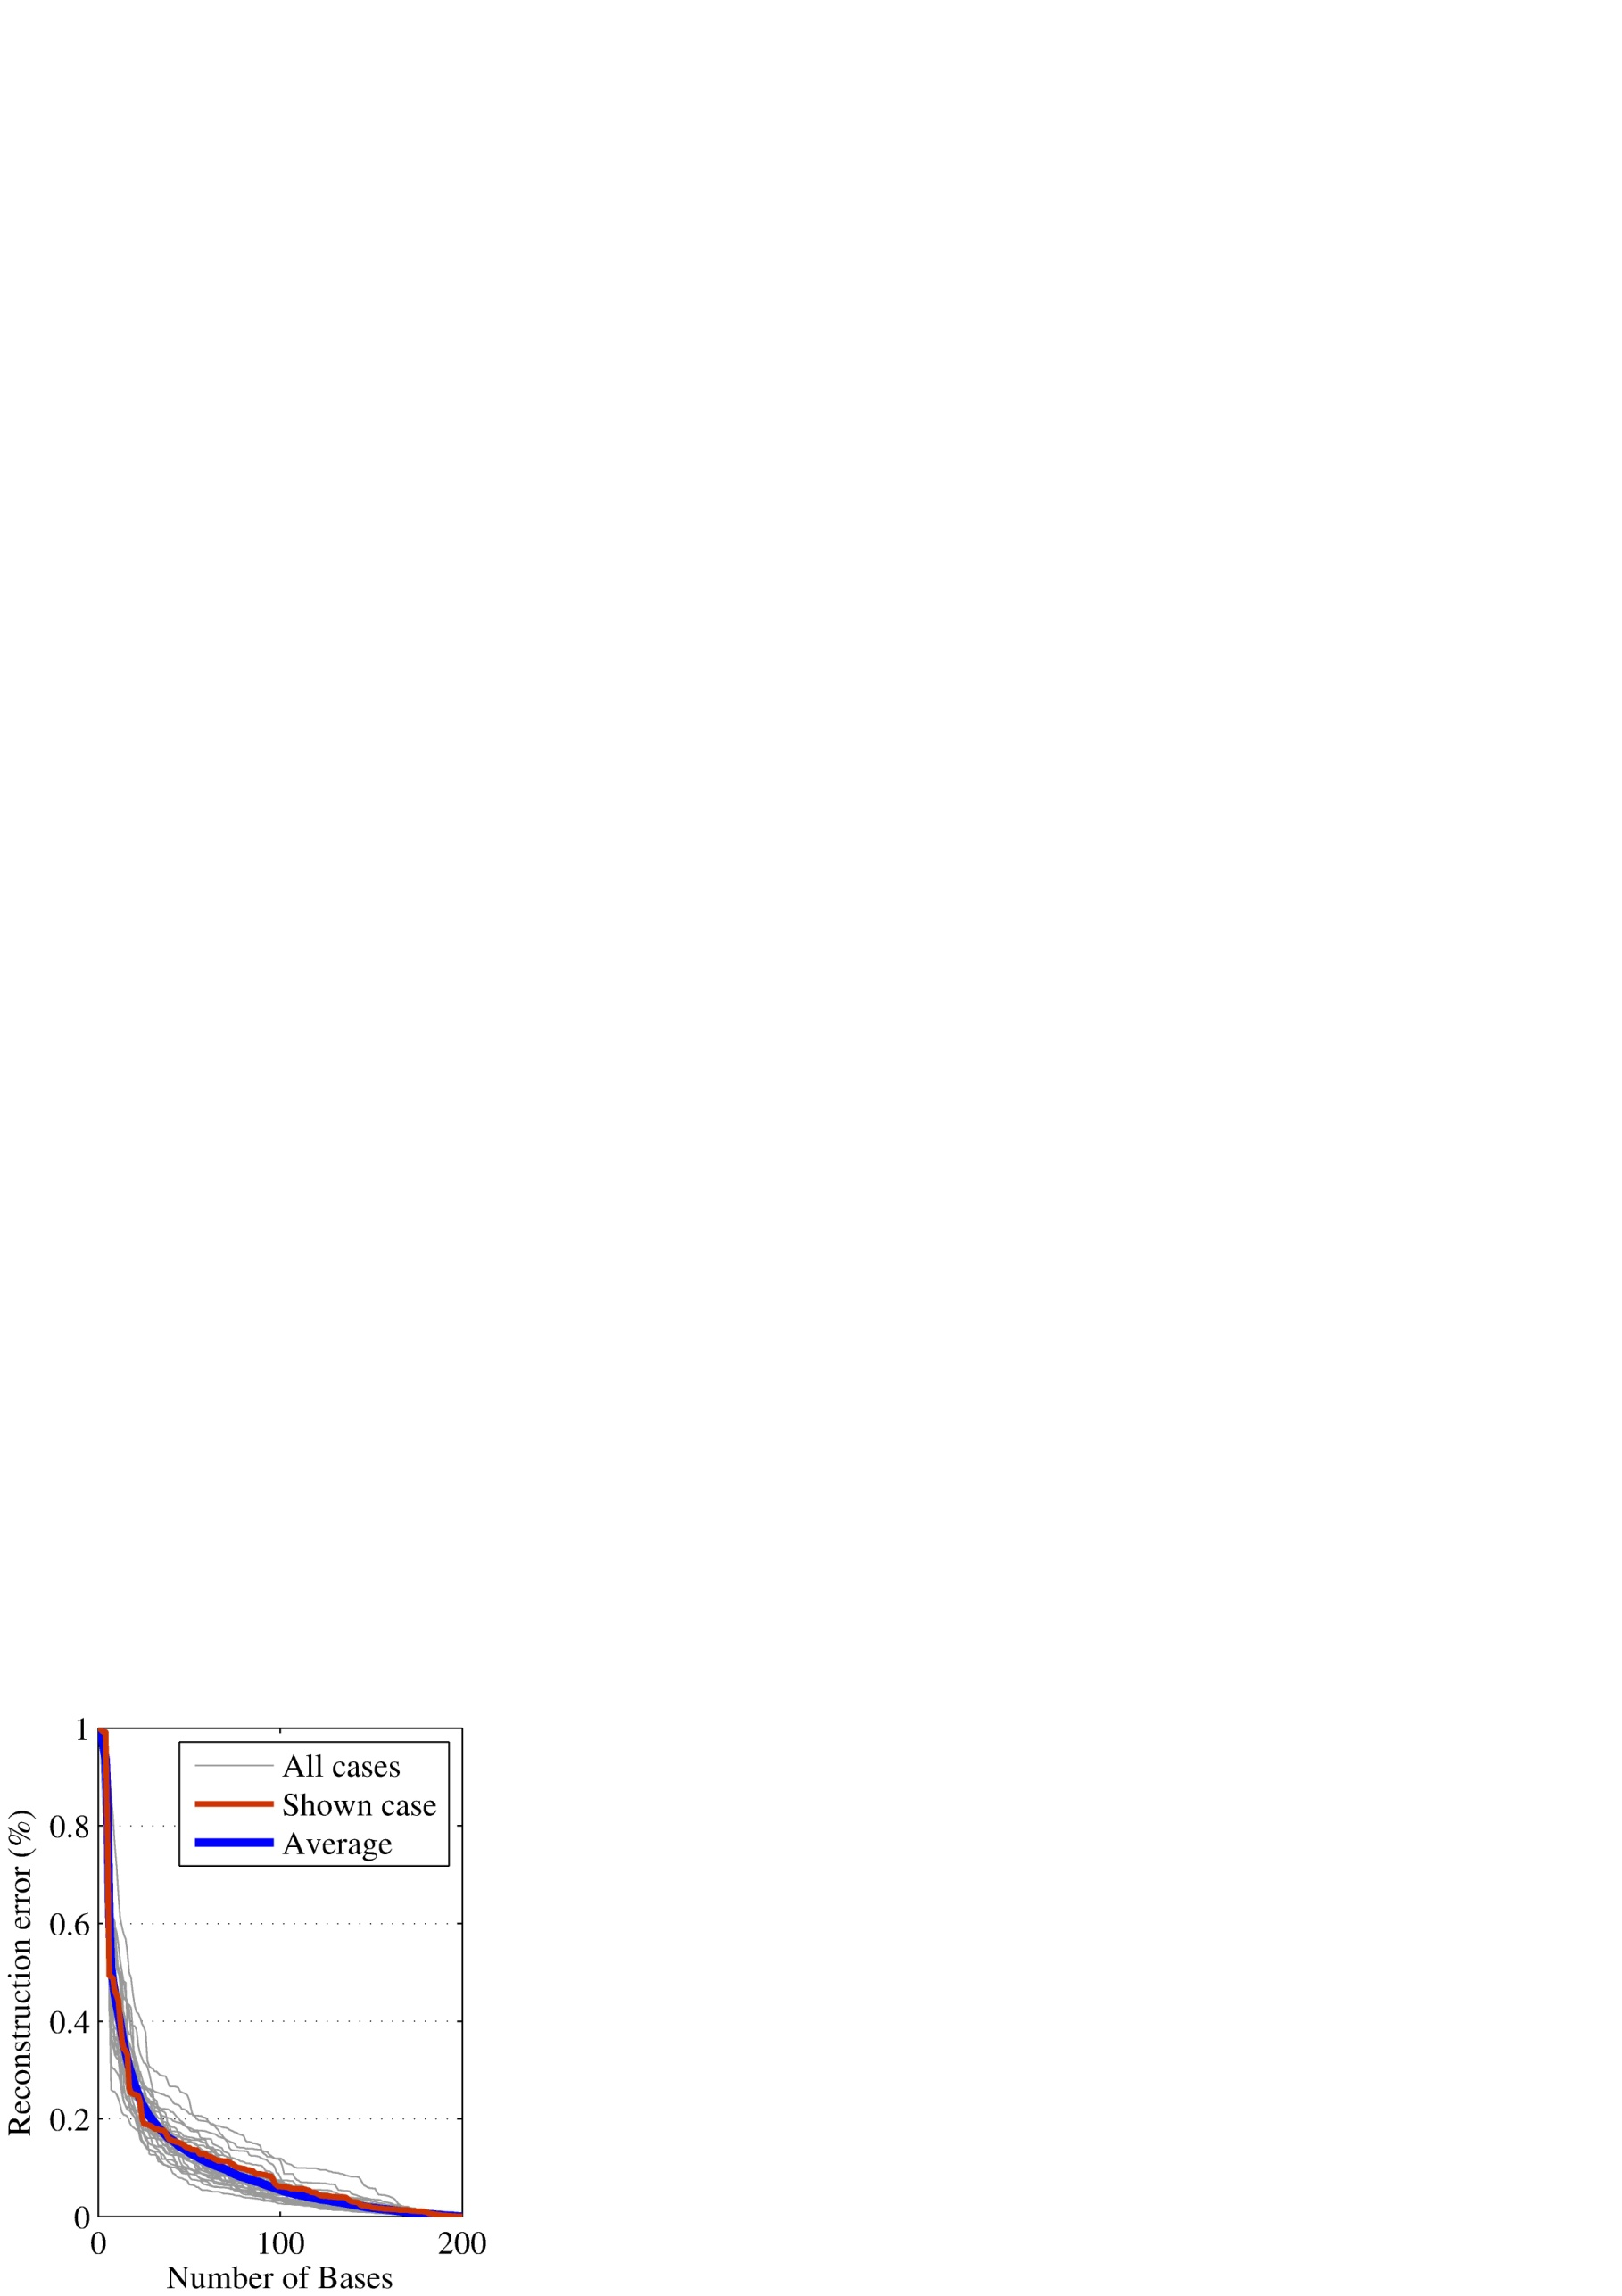 1
All cases
Shown case
Average
0.8
0.6
0.4
0.2
0
Reconstruction error (%)
0 100 200
Number of Bases